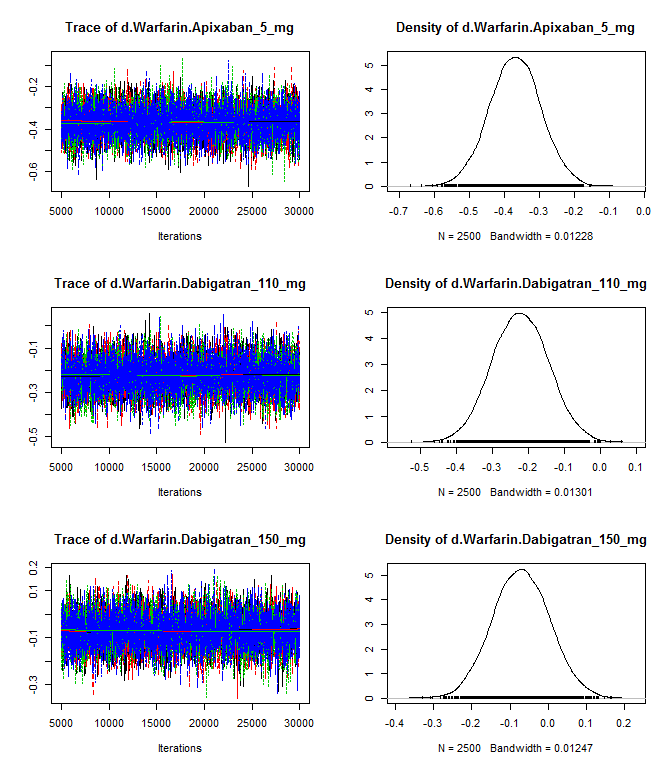 Trace of d.Warfarin.Apixaban_5_mg
-0.2
-0.4
-0.6
5000 10000 15000 20000 25000 30000
Iterations
Density of d.Warfarin.Apixaban_5_mg
5
4
3
2
1
0
-0.7 -0.6 -0.5 -0.4 -0.3 -0.2 -0.1 0.0
N = 2500 Bandwidth = 0.01228
Trace of d.Warfarin.Dabigatran_110_mg
-0.1
-0.3
-0.5
5000 10000 15000 20000 25000 30000
Iterations
Density of d.Warfarin.Dabigatran_110_mg
5
4
3
2
1
0
-0.5 -0.4 -0.3 -0.2 -0.1 0.0 0.1
N = 2500 Bandwidth = 0.01301
Trace of d.Warfarin.Dabigatran_150_mg
0.2
0.1
-0.1
-0.3
5000 10000 15000 20000 25000 30000
Iterations
Density of d.Warfarin.Dabigatran_150_mg
5
4
3
2
1
0
-0.4 -0.3 -0.2 -0.1 0.0 0.1 0.2
N = 2500 Bandwidth = 0.01247